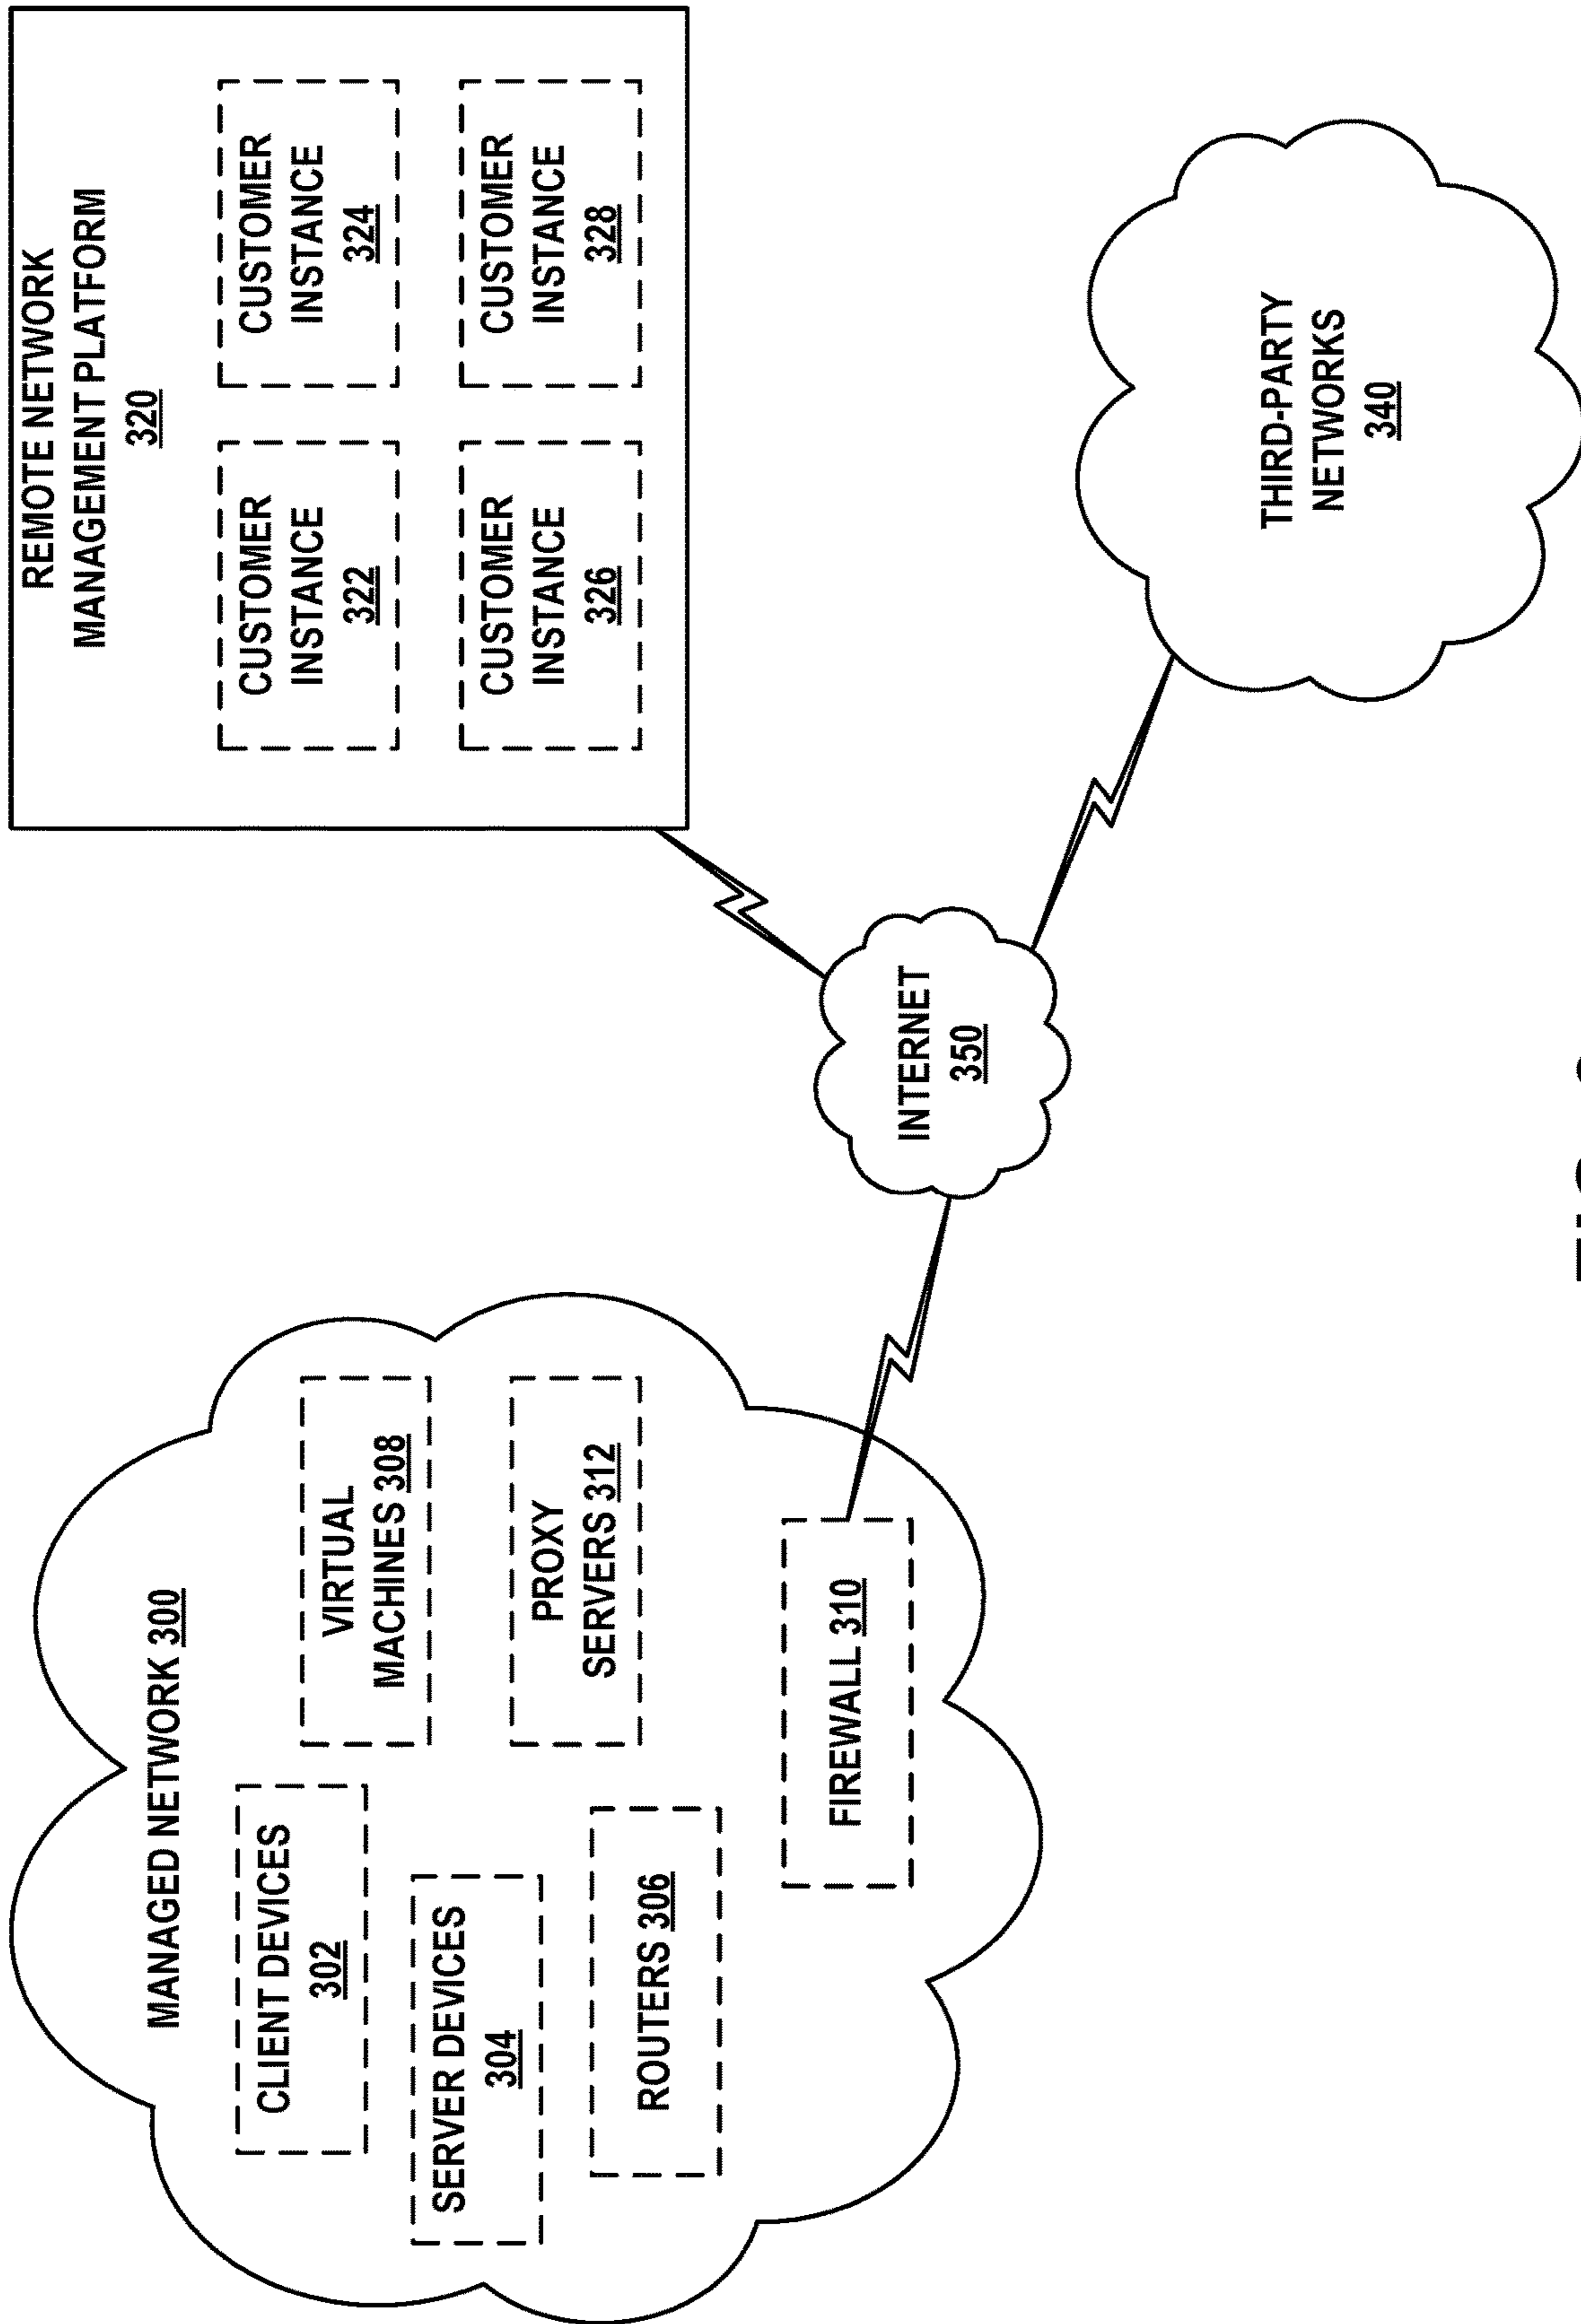 MANAGED NETWORK 300
CLIENT DEVICES
302
SERVER DEVICES
304
ROUTERS 306
VIRTUAL
MACHINES 308
PROXY
SERVERS 312
FIREWALL 310
INTERNET
350
REMOTE NETWORK
MANAGEMENT PLATFORM
320
CUSTOMER
INSTANCE
322
CUSTOMER
INSTANCE
324
CUSTOMER
INSTANCE
326
CUSTOMER
INSTANCE
328
THIRD-PARTY
NETWORKS
340